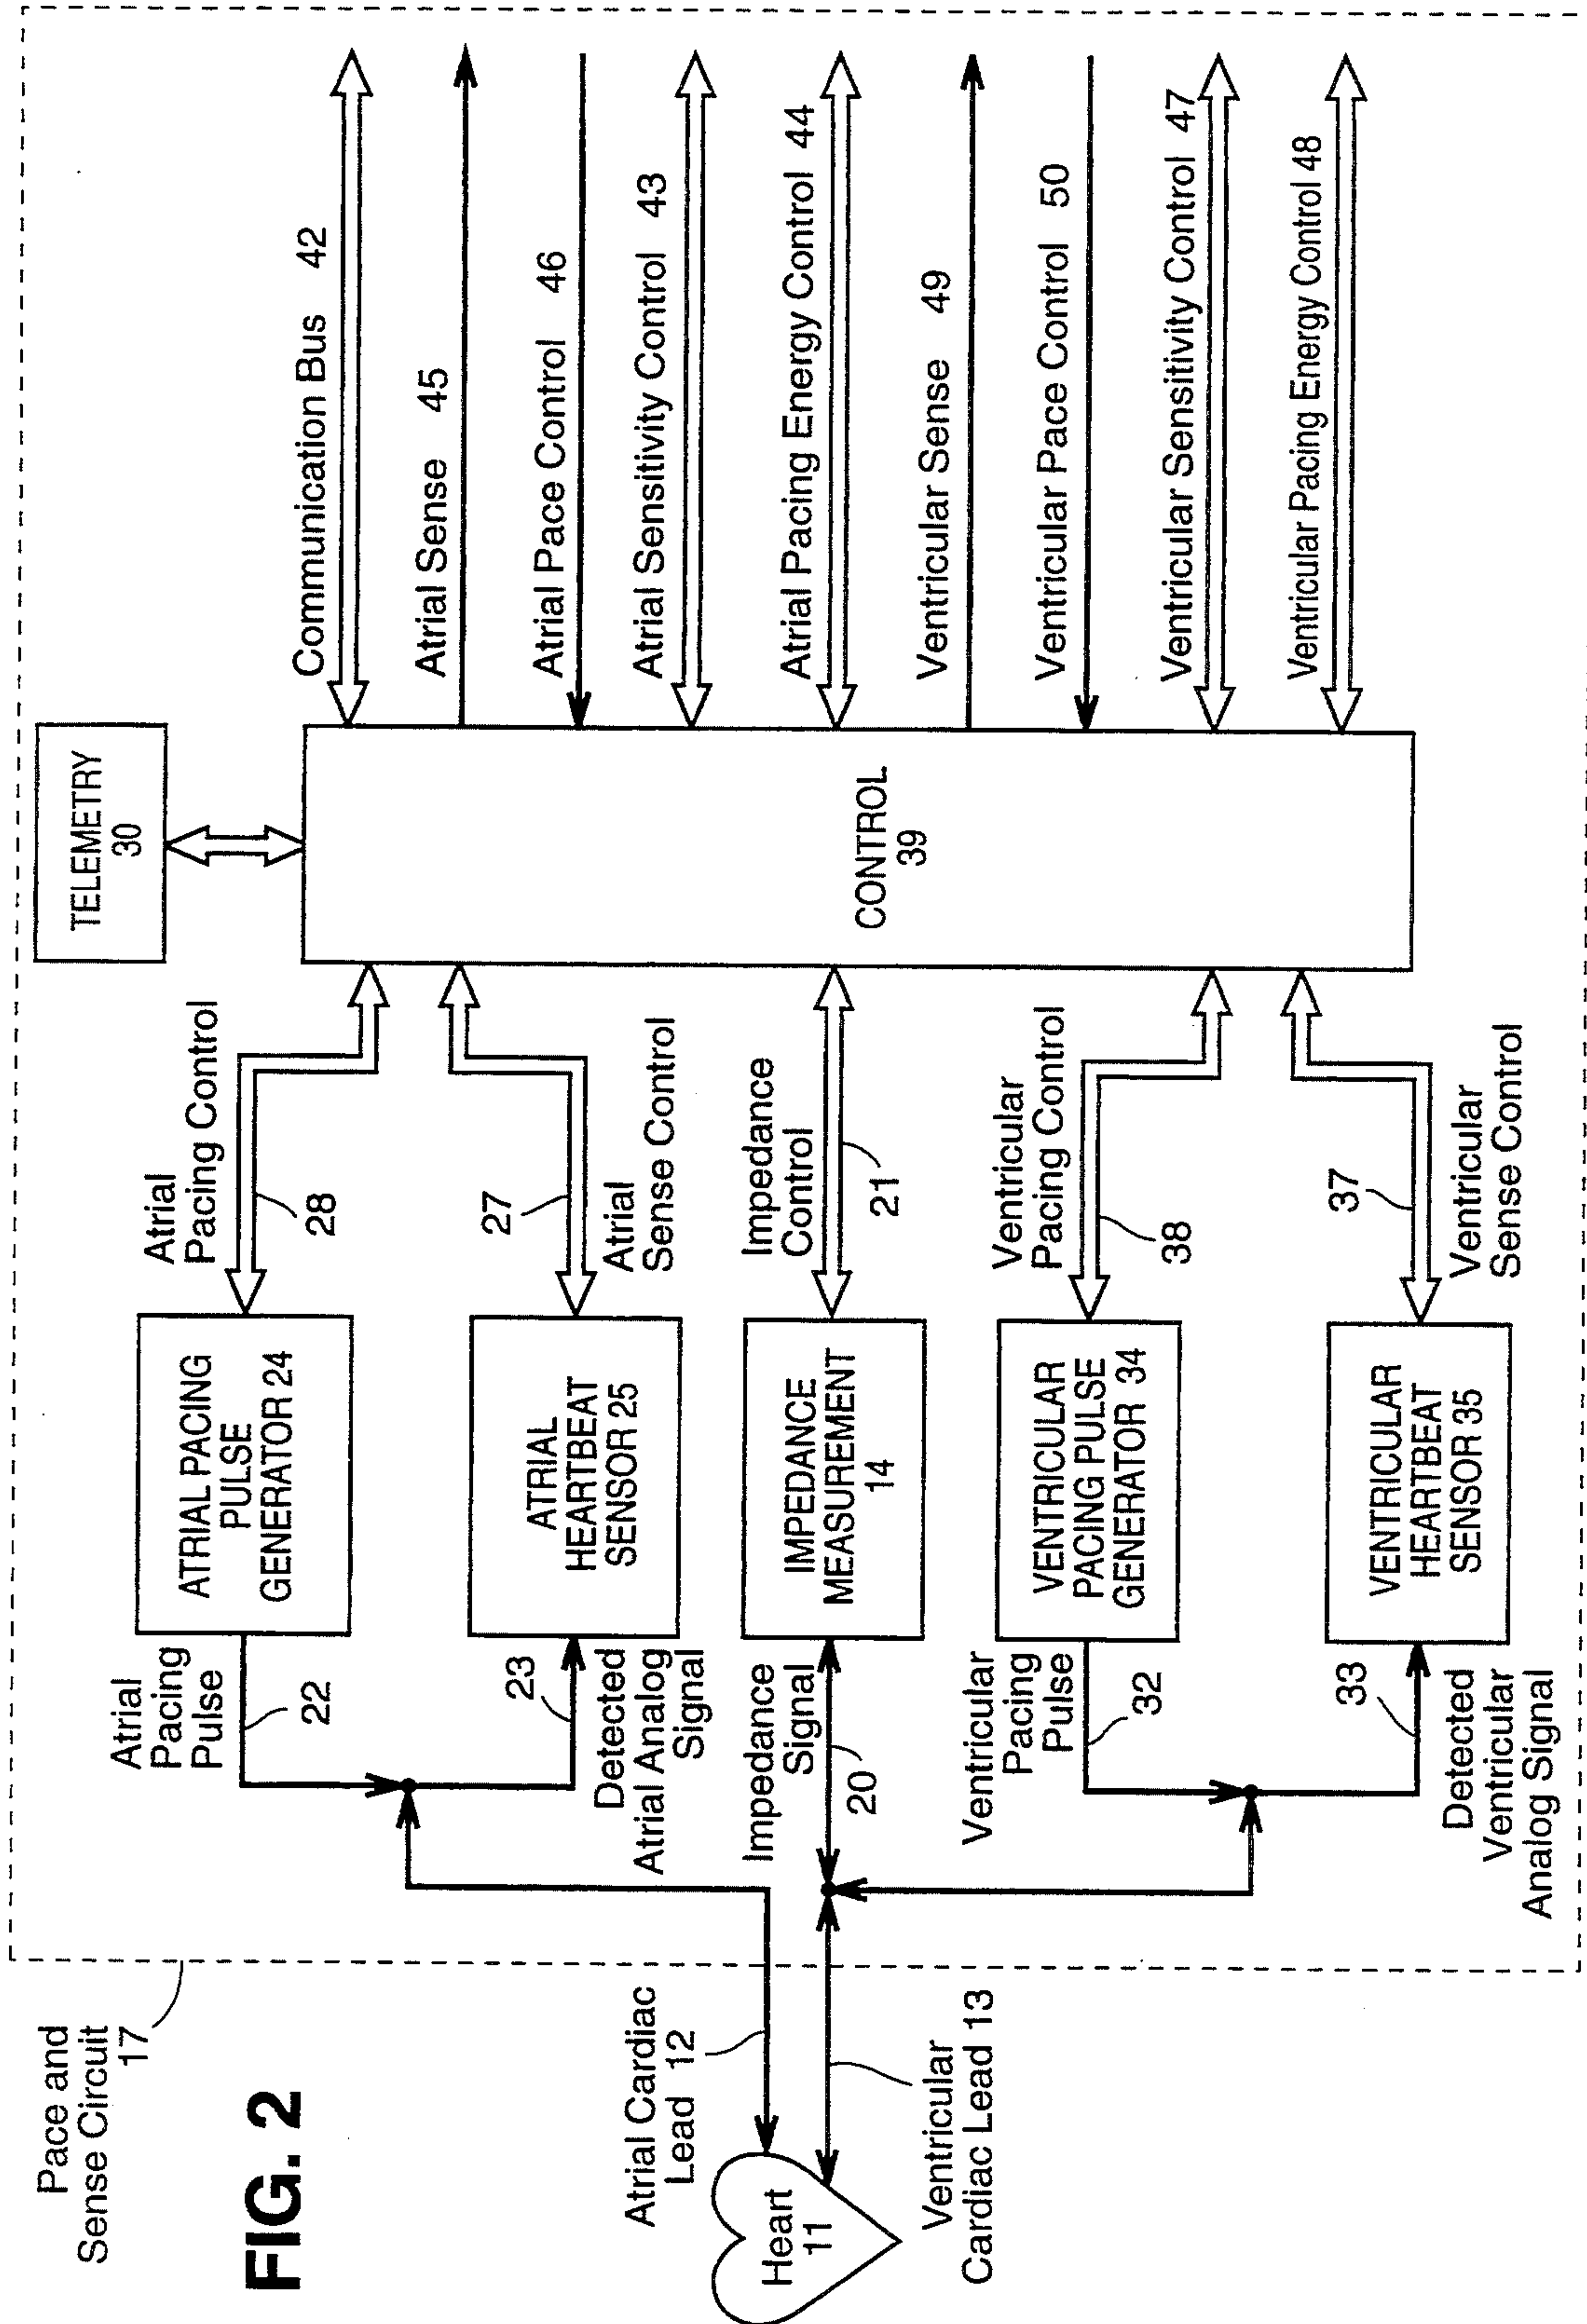 Pace and
Sense Circuit
17
FIG. 2
Heart
11
Atrial Cardiac
Lead 12
Ventricular
Cardiac Lead 13
Atrial
Pacing
Pulse
22
23
Detected
Atrial Analog
Signal
Impedance
Signal
20
Ventricular
Pacing
Pulse
32
33
Detected
Ventricular
Analog Signal
ATRIAL PACING
PULSE
GENERATOR 24
ATRIAL
HEARTBEAT
SENSOR 25
IMPEDANCE
MEASUREMENT
14
VENTRICULAR
PACING PULSE
GENERATOR 34
VENTRICULAR
HEARTBEAT
SENSOR 35
Atrial
Pacing Control
28
27
Atrial
Sense Control
Impedance
Control
21
Ventricular
Pacing Control
38
37
Ventricular
Sense Control
TELEMETRY
30
CONTROL
39
Communication Bus 42
Atrial Sense 45
Atrial Pace Control 46
Atrial Sensitivity Control 43
Atrial Pacing Energy Control 44
Ventricular Sense 49
Ventricular Pace Control 50
Ventricular Sensitivity Control 47
Ventricular Pacing Energy Control 48